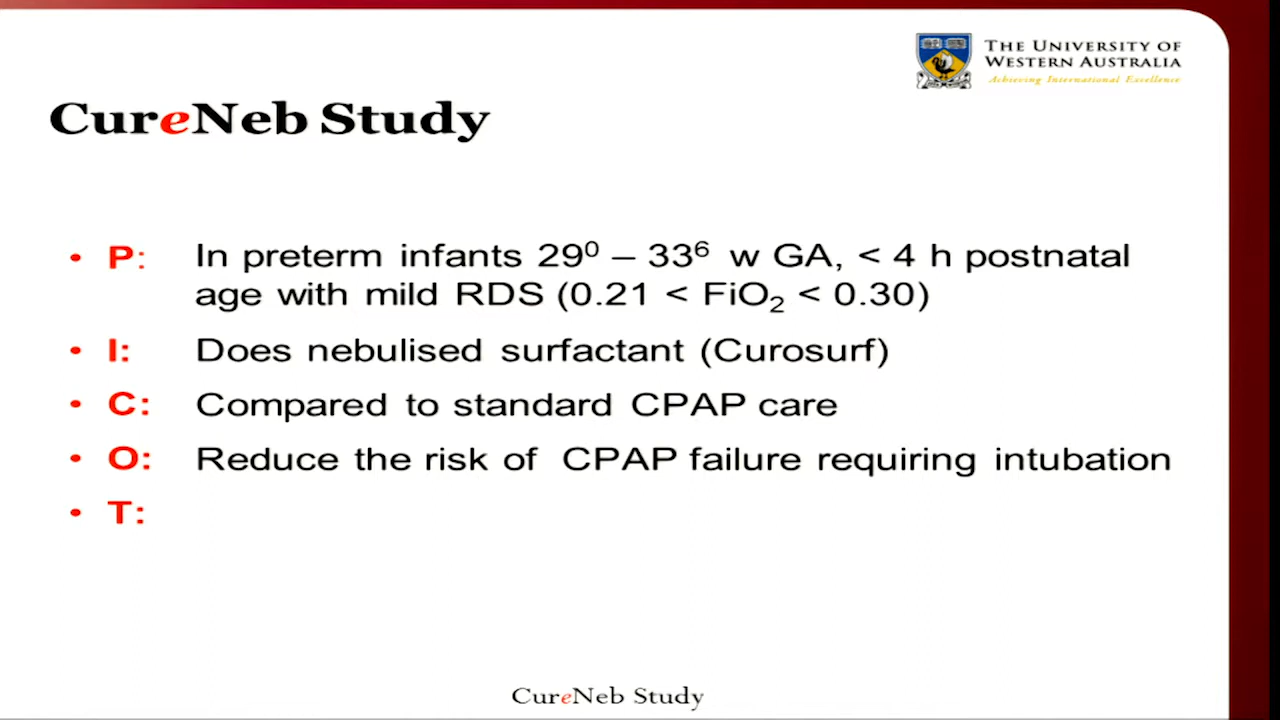 THE UNIVERSITY OF
WESTERN AUSTRALIA
Achieving International Excellence
CureNeb Study
• P: In preterm infants 29⁰ – 33⁶ w GA, < 4 h postnatal
age with mild RDS (0.21 < FiO₂ < 0.30)
• I: Does nebulised surfactant (Curosurf)
• C: Compared to standard CPAP care
• O: Reduce the risk of CPAP failure requiring intubation
• T:
CureNeb Study